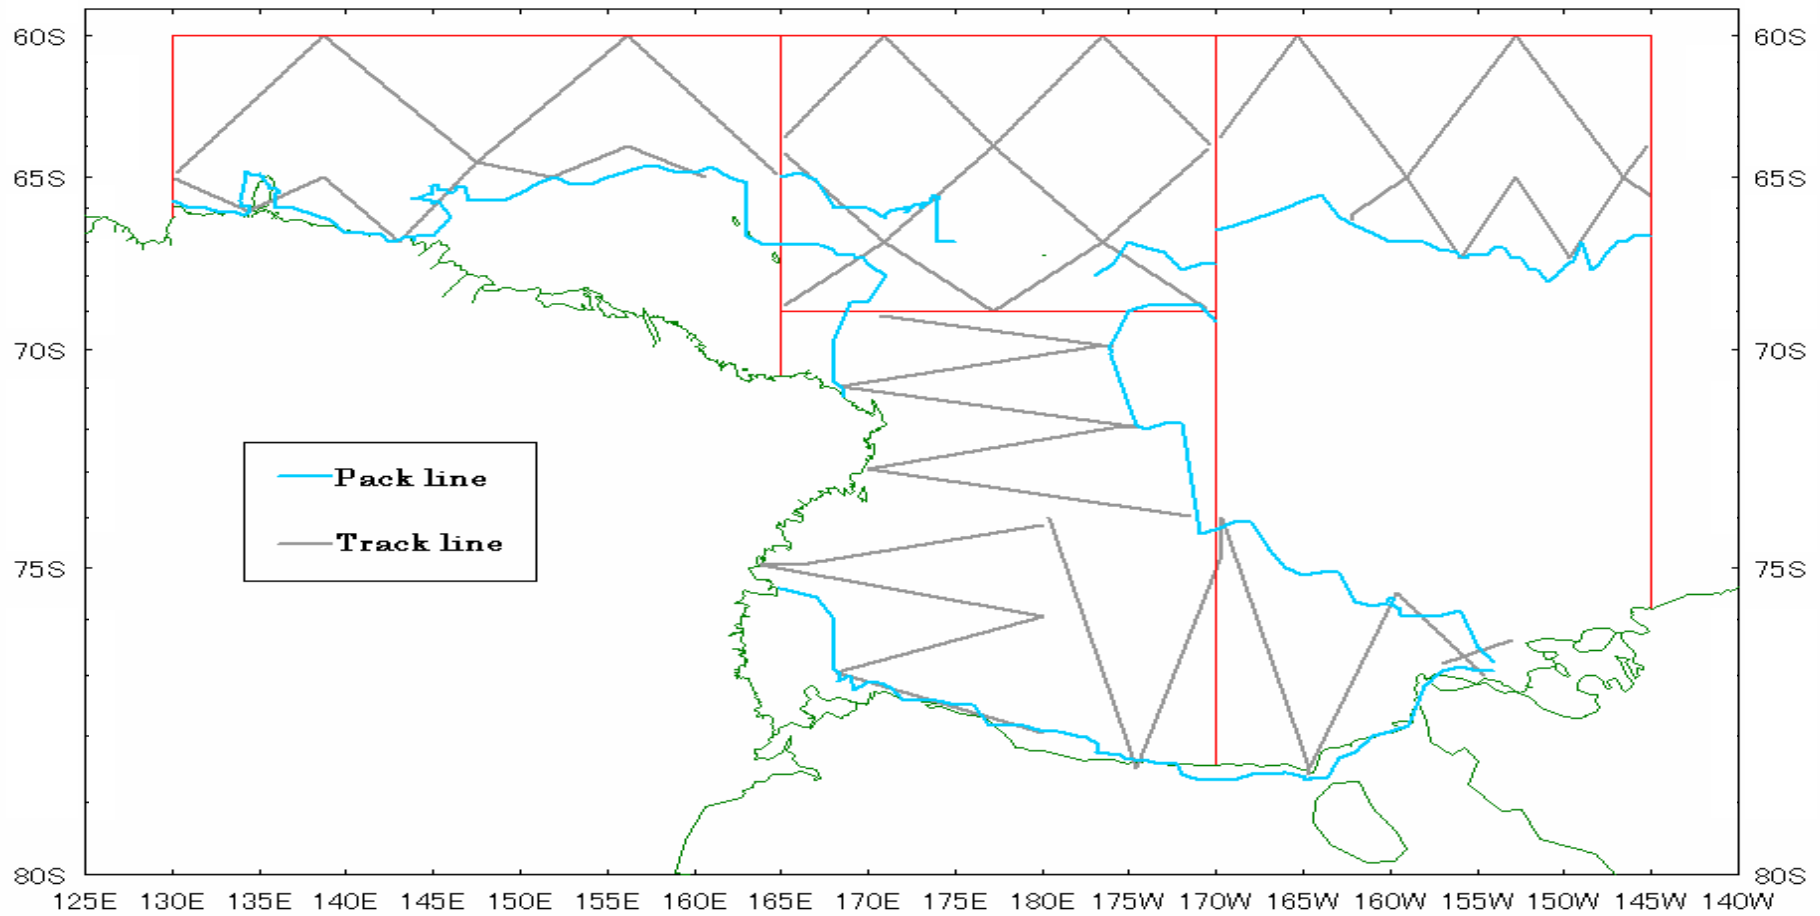 60S 60S
65S 65S
70S 70S
Pack line
Track line
75S 75S
80S 80S
125E 130E 135E 140E 145E 150E 155E 160E 165E 170E 175E 180 175W 170W 165W 160W 155W 150W 145W 140W